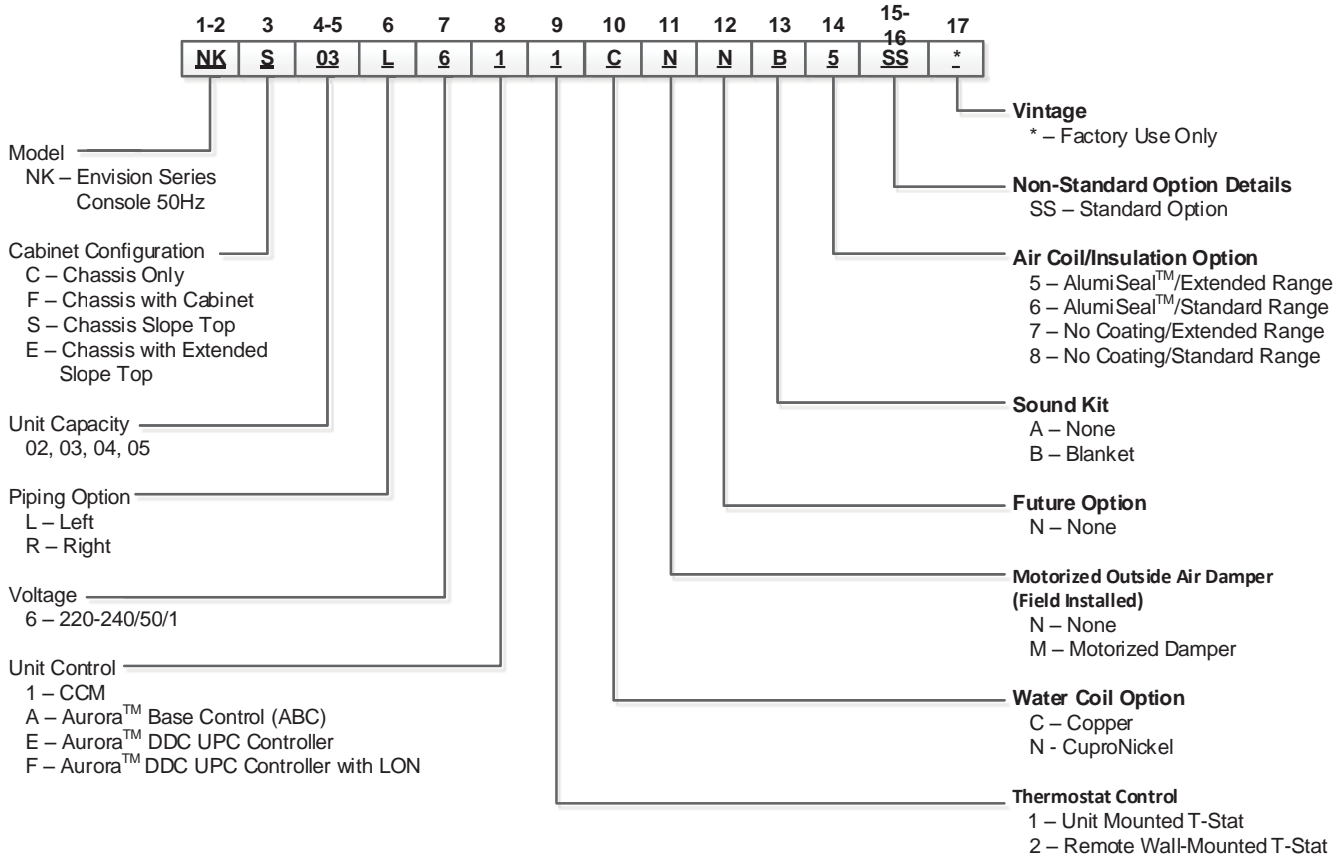 1-2 3 4-5 6 7 8 9 10 11 12 13 14 15-16 17
NK S 03 L 6 1 1 C N N B 5 SS *
Model
NK – Envision Series
Console 50Hz
Cabinet Configuration
C – Chassis Only
F – Chassis with Cabinet
S – Chassis Slope Top
E – Chassis with Extended
Slope Top
Unit Capacity
02, 03, 04, 05
Piping Option
L – Left
R – Right
Voltage
6 – 220-240/50/1
Unit Control
1 – CCM
A – Aurora™ Base Control (ABC)
E – Aurora™ DDC UPC Controller
F – Aurora™ DDC UPC Controller with LON
Vintage
* – Factory Use Only
Non-Standard Option Details
SS – Standard Option
Air Coil/Insulation Option
5 – AlumiSeal™/Extended Range
6 – AlumiSeal™/Standard Range
7 – No Coating/Extended Range
8 – No Coating/Standard Range
Sound Kit
A – None
B – Blanket
Future Option
N – None
Motorized Outside Air Damper
(Field Installed)
N – None
M – Motorized Damper
Water Coil Option
C – Copper
N - CuproNickel
Thermostat Control
1 – Unit Mounted T-Stat
2 – Remote Wall-Mounted T-Stat